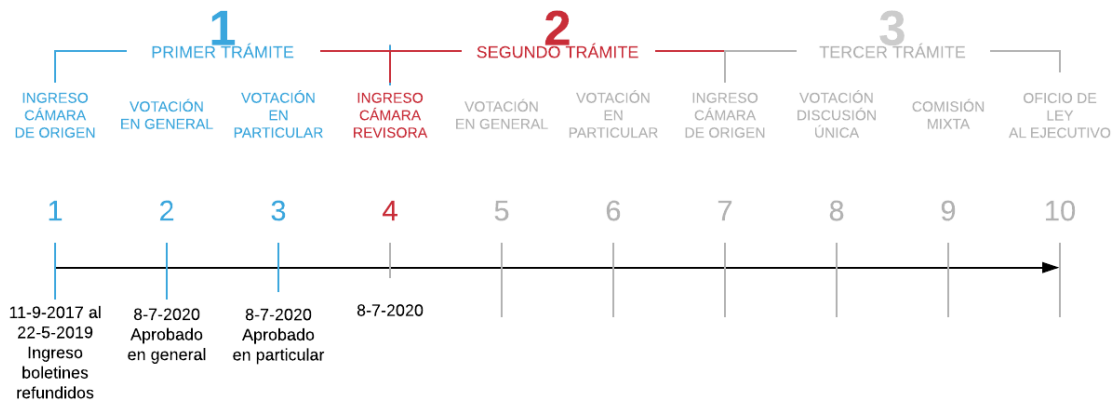 1
2
3
PRIMER TRÁMITE
SEGUNDO TRÁMITE
TERCER TRÁMITE
INGRESO
CÁMARA
DE ORIGEN
VOTACIÓN
EN GENERAL
VOTACIÓN
EN
PARTICULAR
INGRESO
CÁMARA
REVISORA
VOTACIÓN
EN GENERAL
VOTACIÓN
EN
PARTICULAR
INGRESO
CÁMARA
DE ORIGEN
VOTACIÓN
DISCUSIÓN
ÚNICA
COMISIÓN
MIXTA
OFICIO DE
LEY
AL EJECUTIVO
1
2
3
4
5
6
7
8
9
10
11-9-2017 al
22-5-2019
Ingreso
boletines
refundidos
8-7-2020
Aprobado
en general
8-7-2020
Aprobado
en particular
8-7-2020